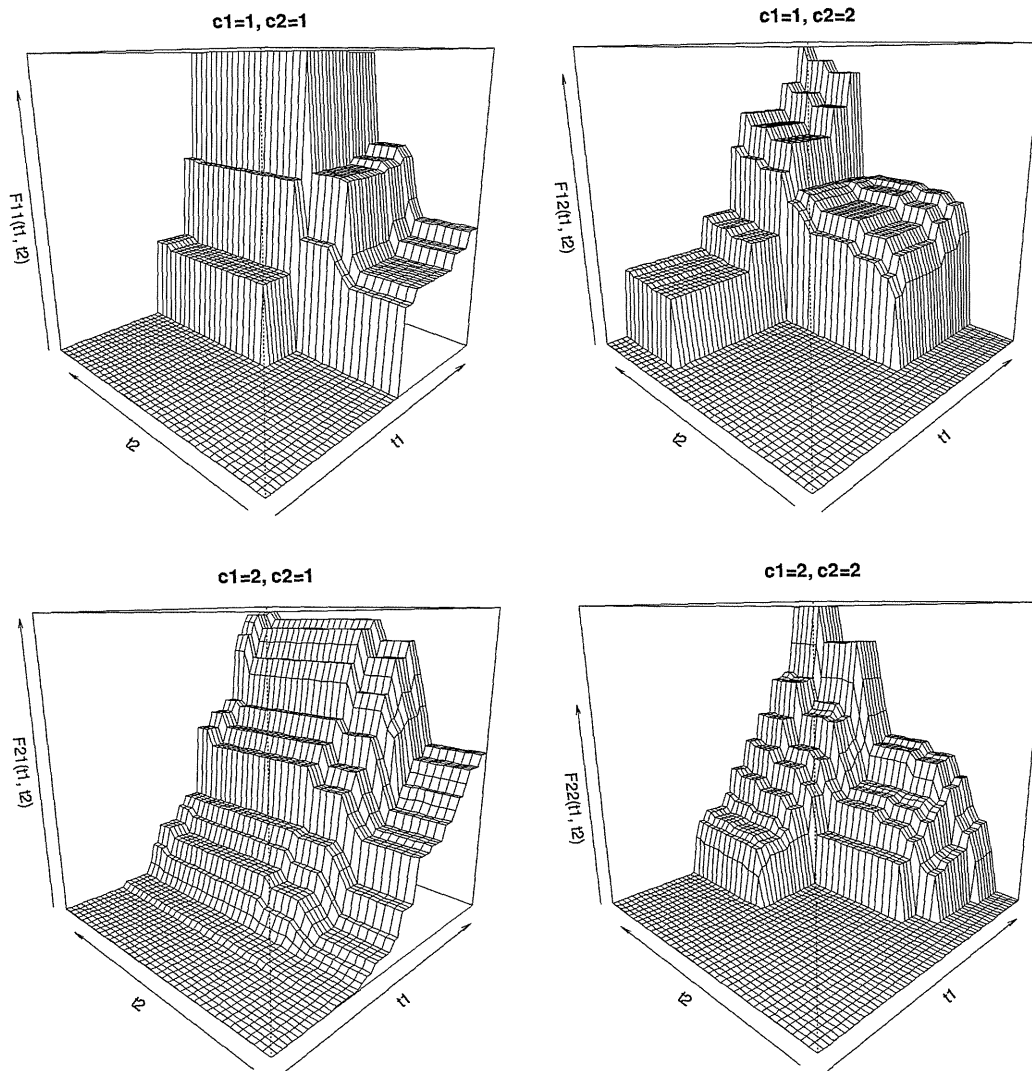 c1=1, c2=1
F11(t1, t2)
t2
t1
c1=1, c2=2
F12(t1, t2)
t2
t1
c1=2, c2=1
F21(t1, t2)
t2
t1
c1=2, c2=2
F22(t1, t2)
t2
t1